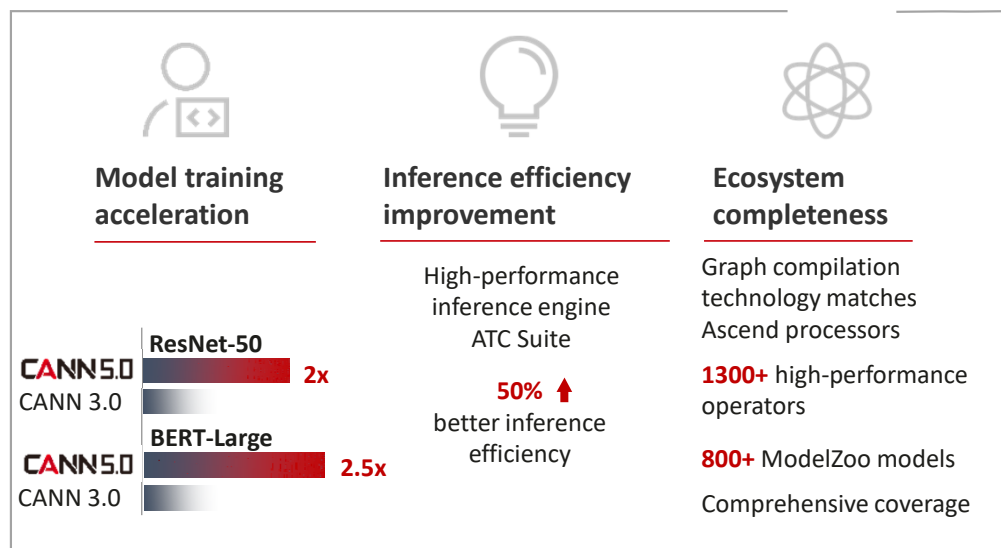 Model training
acceleration
ResNet-50
CANN5.0
2x
CANN 3.0
BERT-Large
CANN5.0
2.5x
CANN 3.0
Inference efficiency
improvement
High-performance
inference engine
ATC Suite
50%
better inference
efficiency
Ecosystem
completeness
Graph compilation
technology matches
Ascend processors
1300+ high-performance
operators
800+ ModelZoo models
Comprehensive coverage